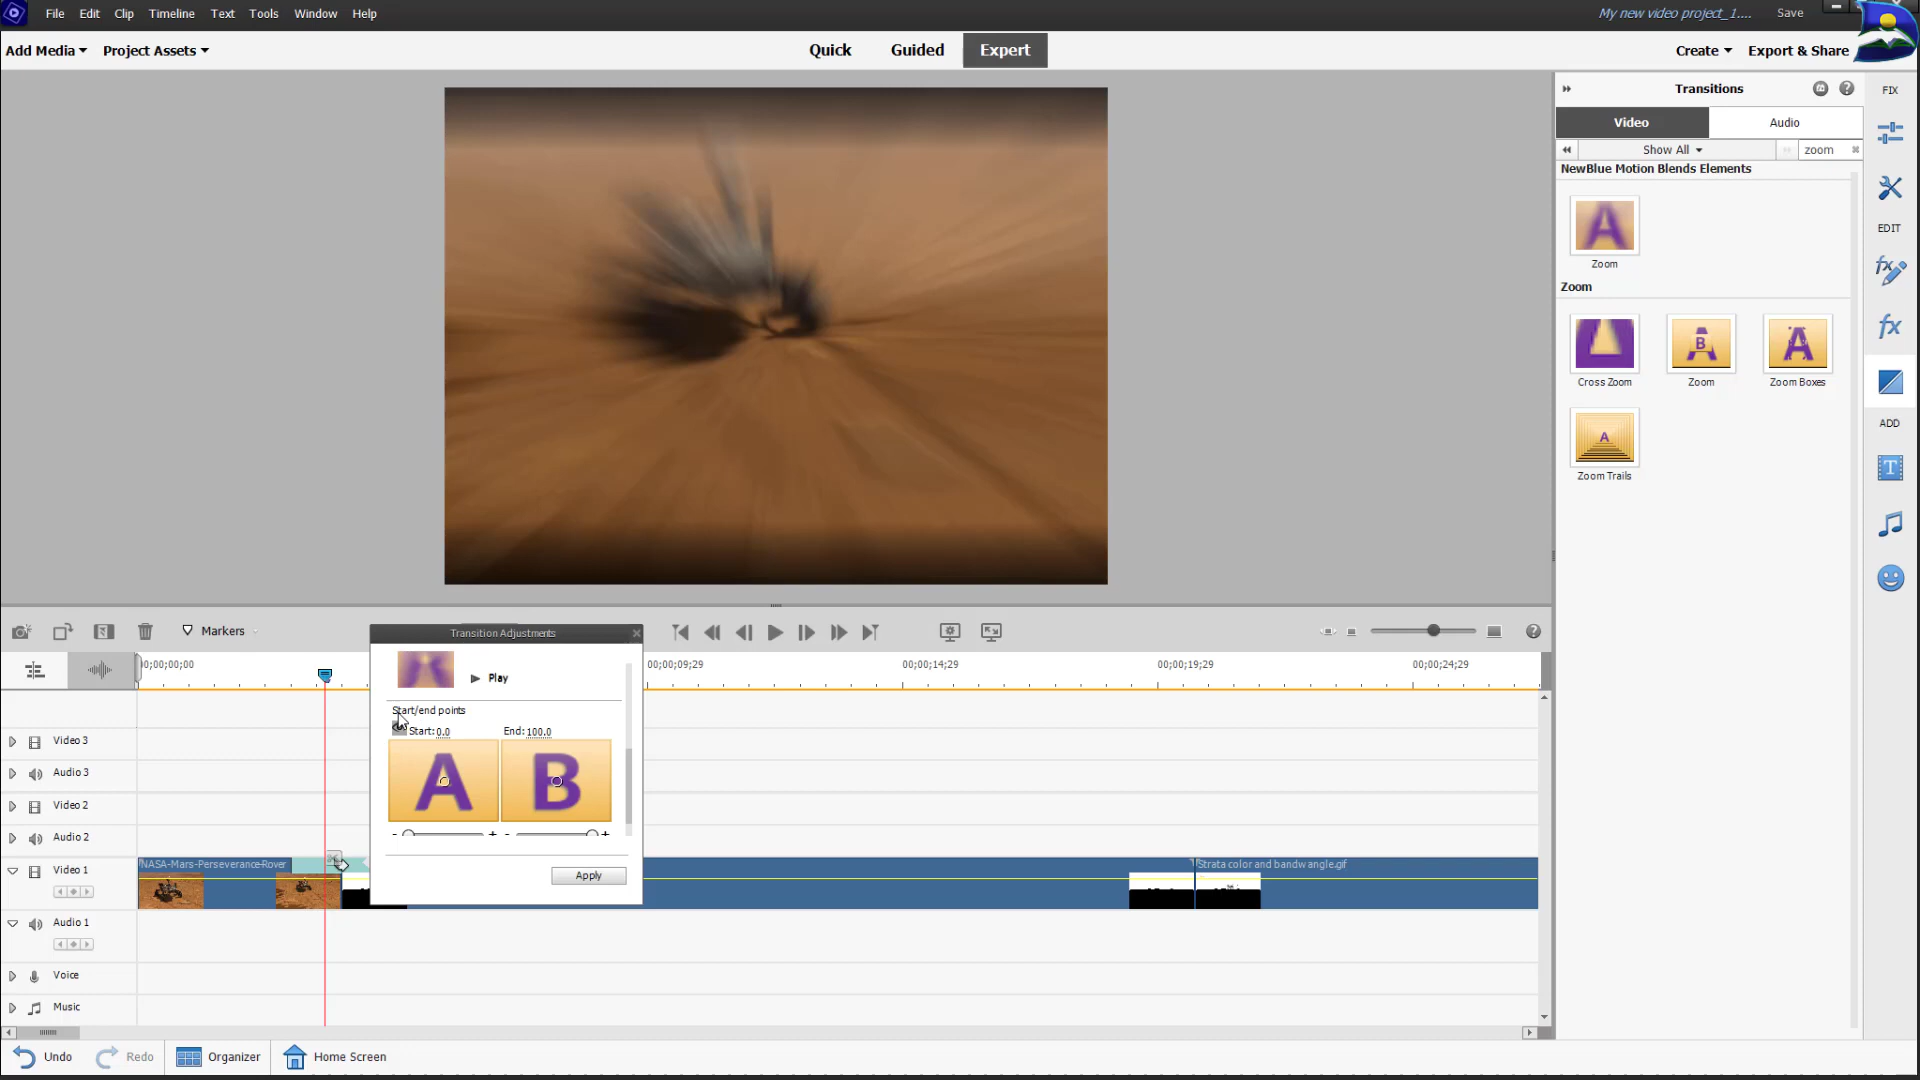 File Edit Clip Timeline Text Tools Window Help
My new video project_1.... Save
Add Media Project Assets
Quick Guided Expert
Create Export & Share
Transitions
FIX
Video Audio
Show All zoom
NewBlue Motion Blends Elements
A
Zoom
EDIT
Zoom
B
A
Cross Zoom Zoom Zoom Boxes
ADD
A
Zoom Trails
T
Markers
Transition Adjustments
;00;00;00 00;00;09;29 00;00;14;29 00;00;19;29 00;00;24;29
Play
Start/end points
Start: 0.0 End: 100.0
A B
- + - +
Apply
Video 3
Audio 3
Video 2
Audio 2
Video 1
NASA-Mars-Perseverance-Rover
Strata color and bandw angle.gif
Audio 1
Voice
Music
Undo Redo Organizer Home Screen